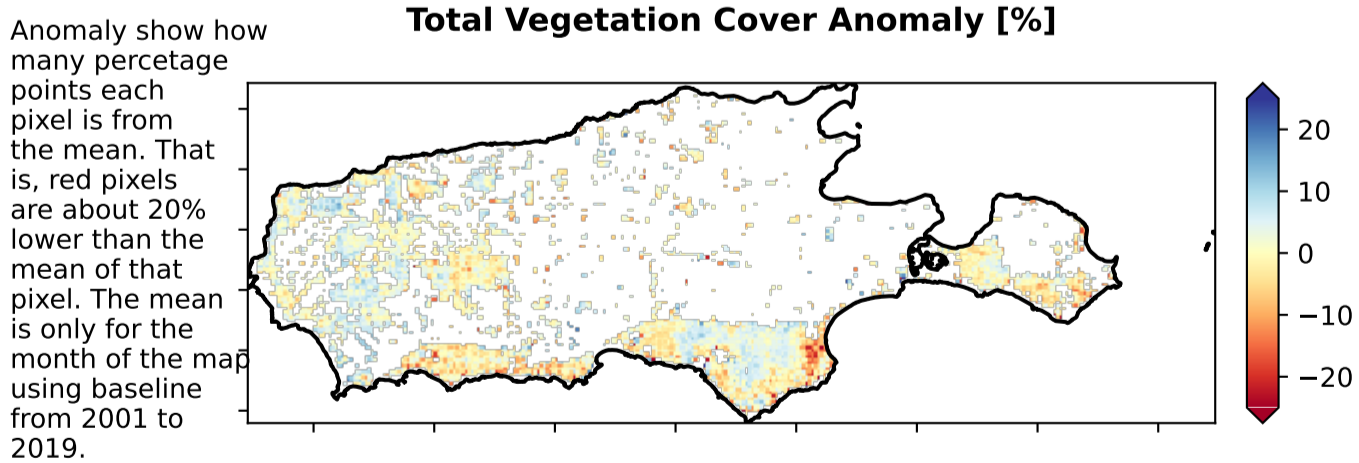 Total Vegetation Cover Anomaly [%]
Anomaly show how
many percetage
points each
pixel is from
the mean. That
is, red pixels
are about 20%
lower than the
mean of that
pixel. The mean
is only for the
month of the map
using baseline
from 2001 to
2019.
20
10
0
−10
−20